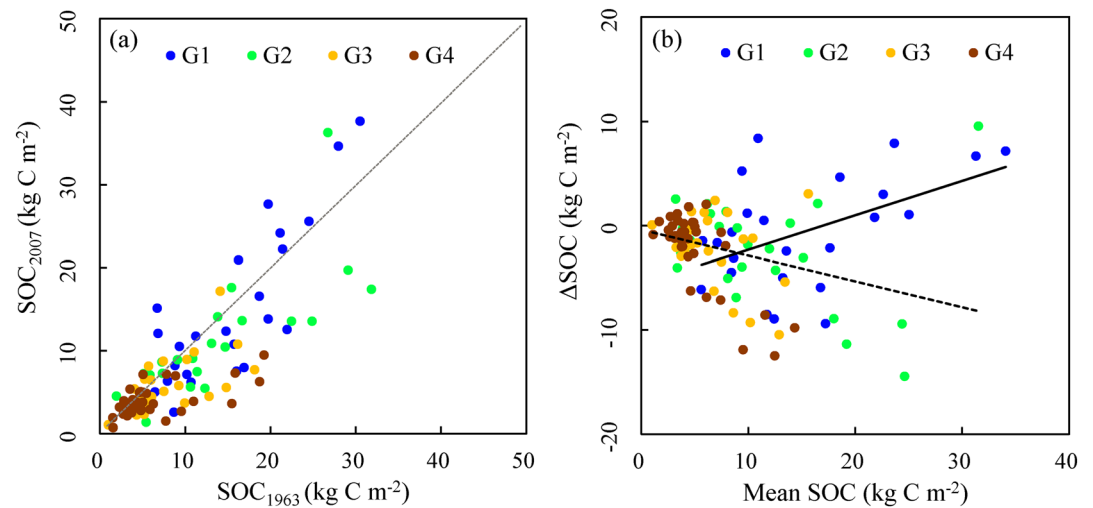 (a)
G1 G2 G3 G4
50
40
30
20
10
0
SOC2007 (kg C m-2)
0 10 20 30 40 50
SOC1963 (kg C m-2)
(b)
G1 G2 G3 G4
20
10
0
-10
-20
ΔSOC (kg C m-2)
0 10 20 30 40
Mean SOC (kg C m-2)